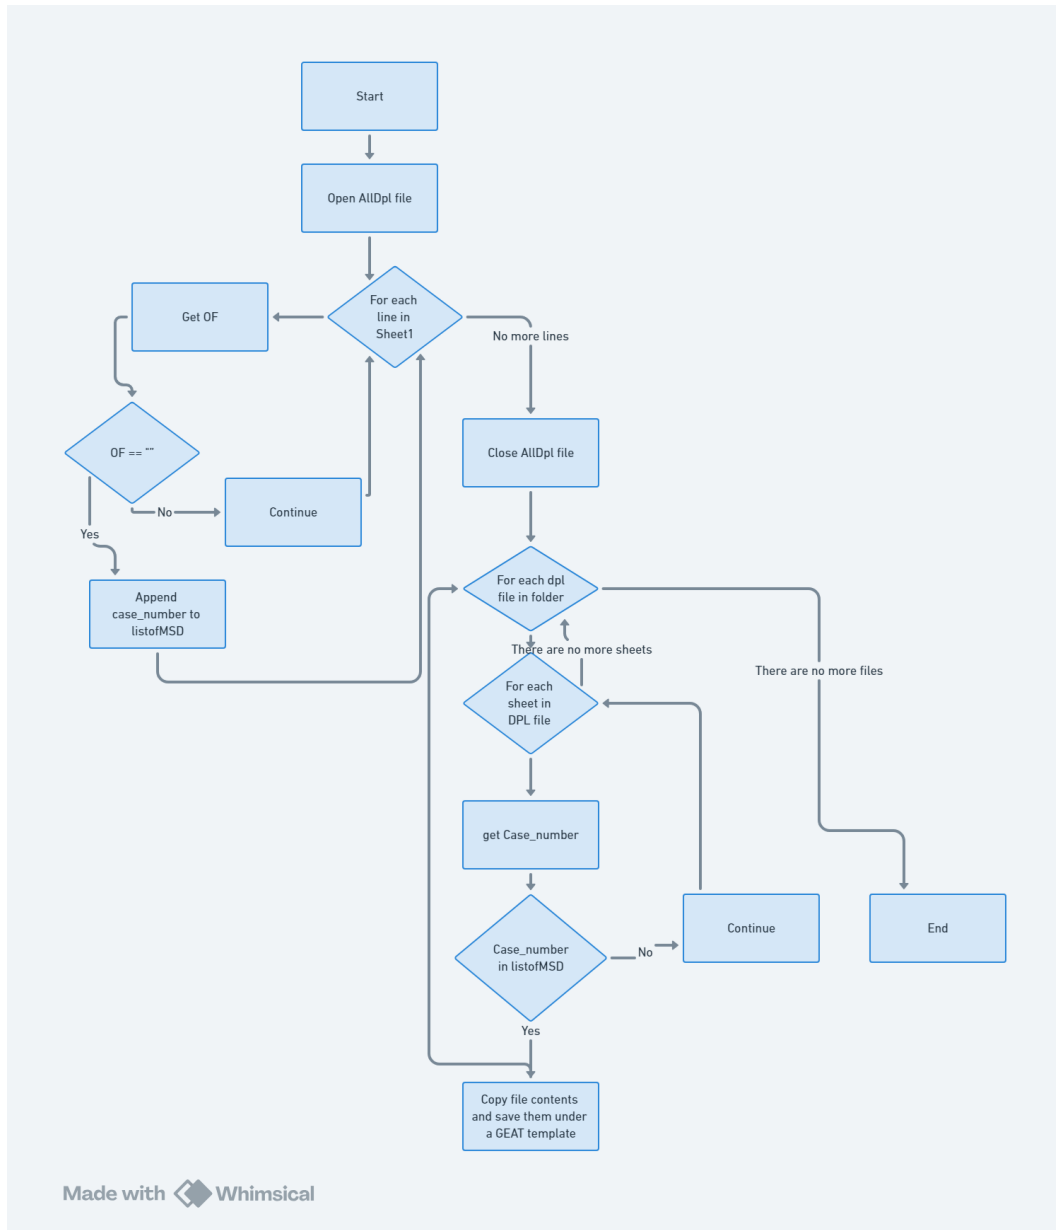 Start
Open AllDpl file
For each
line in
Sheet1
Get OF
No more lines
OF == ""
Close AllDpl file
No
Continue
Yes
Append
case_number to
listofMSD
For each dpl
file in folder
There are no more sheets
There are no more files
For each
sheet in
DPL file
get Case_number
Case_number
in listofMSD
No
Continue
End
Yes
Copy file contents
and save them under
a GEAT template
Made with Whimsical